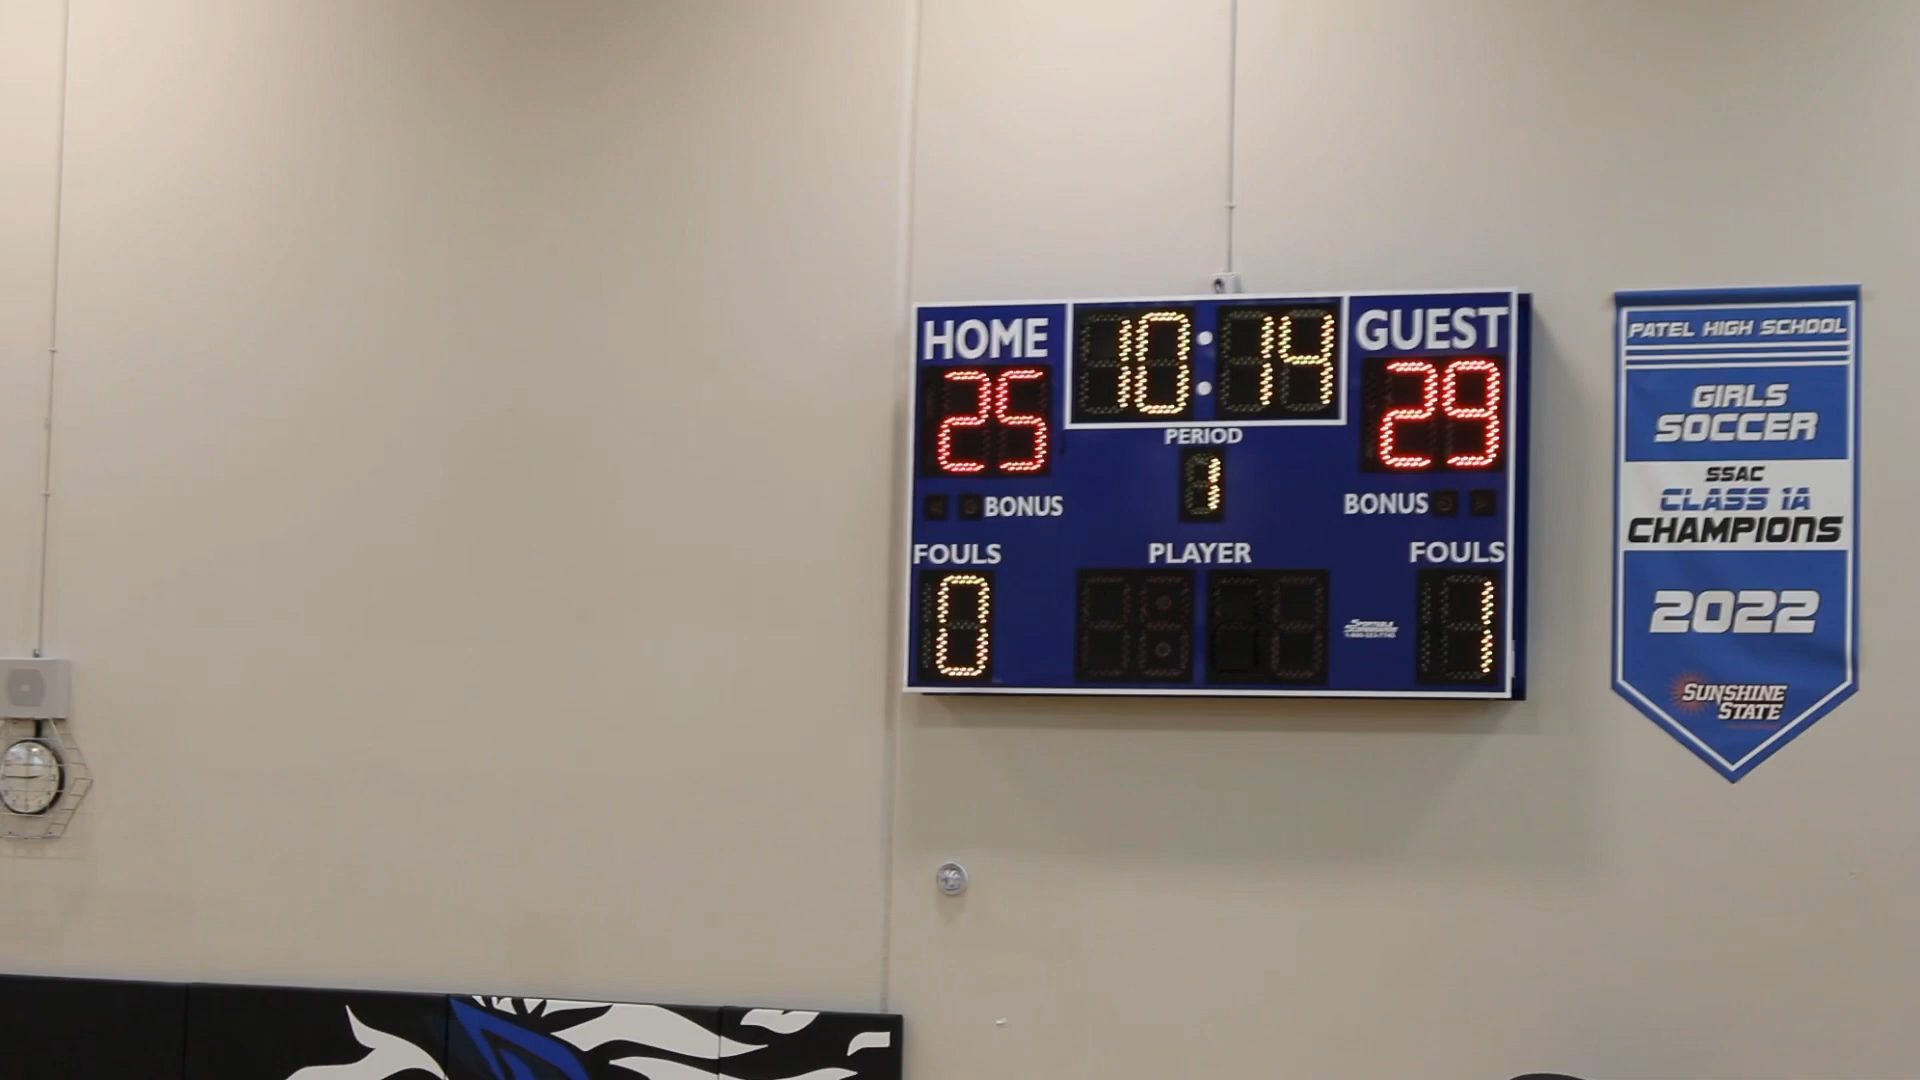 HOME
10:14
GUEST
25
29
PERIOD
1
BONUS
BONUS
FOULS
PLAYER
FOULS
0
1
PATEL HIGH SCHOOL
GIRLS
SOCCER
SSAC
CLASS 1A
CHAMPIONS
2022
SUNSHINE
STATE